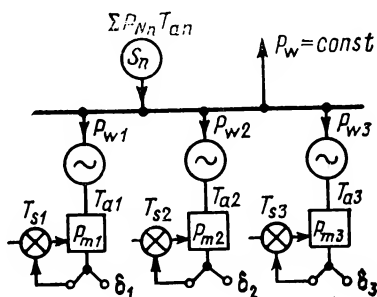 ΣP_Nn T_an
S_n
P_w = const
P_w1 P_w2 P_w3
~ ~ ~
T_s1 T_a1 T_s2 T_a2 T_s3 T_a3
P_m1 P_m2 P_m3
δ_1 δ_2 δ_3